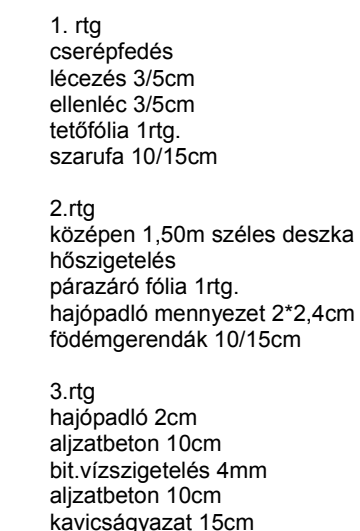 1. rtg
cserépfedés
lécezés 3/5cm
ellenléc 3/5cm
tetőfólia 1rtg.
szarufa 10/15cm
2.rtg
középen 1,50m széles deszka
hőszigetelés
párazáró fólia 1rtg.
hajópadló mennyezet 2*2,4cm
födémgerendák 10/15cm
3.rtg
hajópadló 2cm
aljzatbeton 10cm
bit.vízszigetelés 4mm
aljzatbeton 10cm
kavicságyazat 15cm